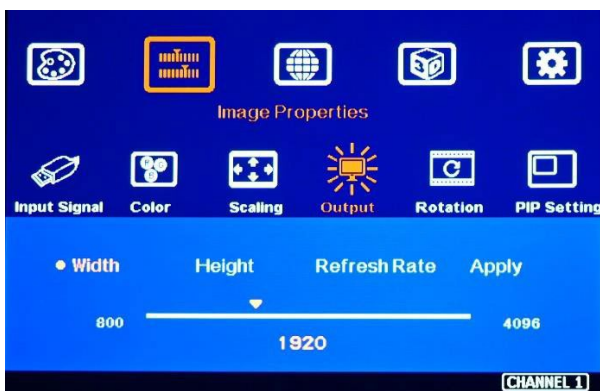 3D
Image Properties
Input Signal Color Scaling Output Rotation PIP Setting
Width Height Refresh Rate Apply
800 4096
1920
CHANNEL 1